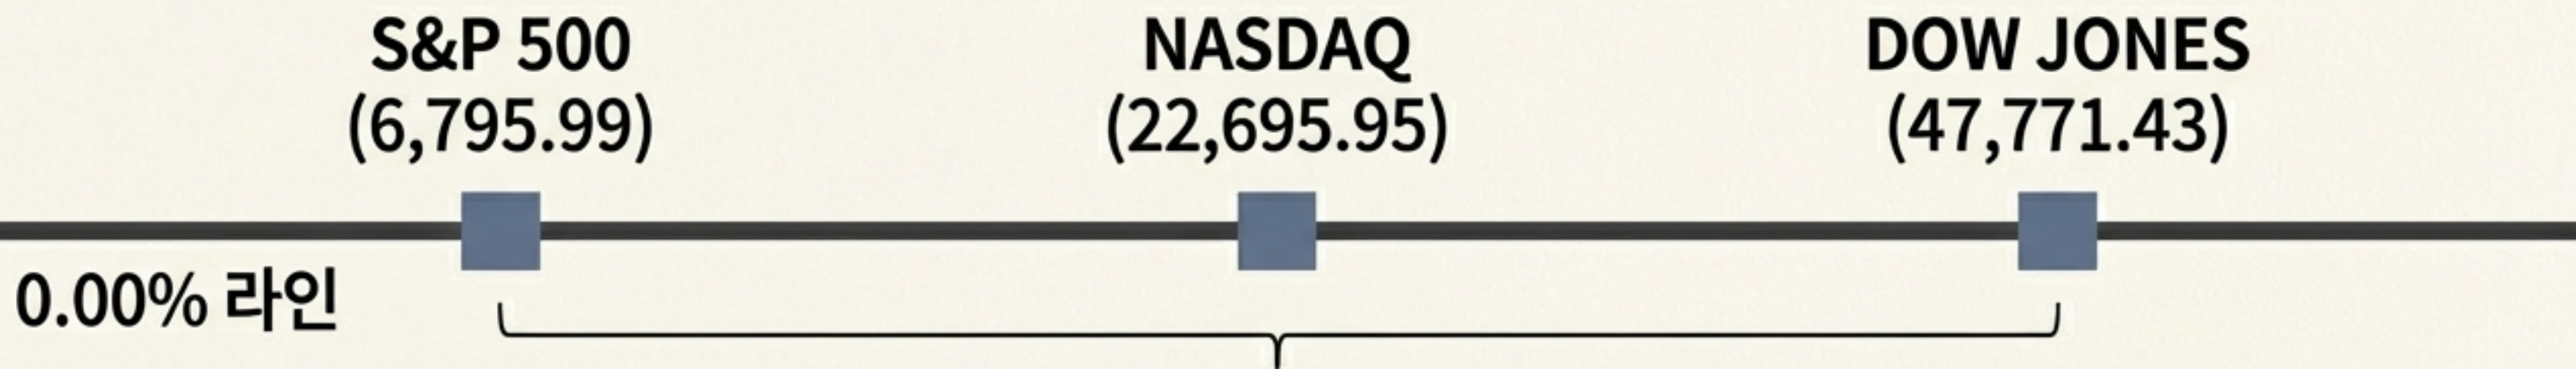 S&P 500
(6,795.99)
NASDAQ
(22,695.95)
DOW JONES
(47,771.43)
0.00% 라인